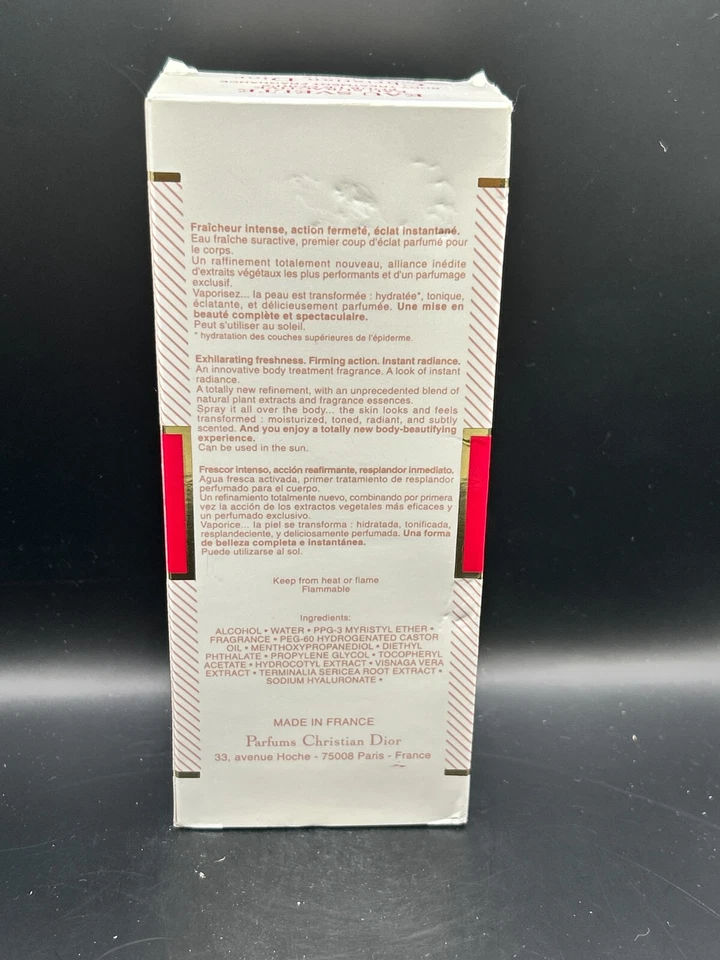 EAU SVELTE
Christian Dior
Fraîcheur intense, action fermeté, éclat instantané.
Eau fraîche suractive, premier coup d'éclat parfumé pour
le corps.
Un raffinement totalement nouveau, alliance inédite
d'extraits végétaux les plus performants et d'un parfumage
exclusif.
Vaporisez... la peau est transformée : hydratée*, tonique,
éclatante, et délicieusement parfumée. Une mise en
beauté complète et spectaculaire.
Peut s'utiliser au soleil.
* hydratation des couches supérieures de l'épiderme.
Exhilarating freshness. Firming action. Instant radiance.
An innovative body treatment fragrance. A look of instant
radiance.
A totally new refinement, with an unprecedented blend of
natural plant extracts and fragrance essences.
Spray it all over the body... the skin looks and feels
transformed : moisturized, toned, radiant, and subtly
scented. And you enjoy a totally new body-beautifying
experience.
Can be used in the sun.
Frescor intenso, acción reafirmante, resplandor inmediato.
Agua fresca activada, primer tratamiento de resplandor
perfumado para el cuerpo.
Un refinamiento totalmente nuevo, combinando por primera
vez la acción de los extractos vegetales más eficaces y
un perfumado exclusivo.
Vaporice... la piel se transforma : hidratada, tonificada,
resplandeciente, y deliciosamente perfumada. Una forma
de belleza completa e instantánea.
Puede utilizarse al sol.
Keep from heat or flame
Flammable
Ingredients:
ALCOHOL • WATER • PPG-3 MYRISTYL ETHER •
FRAGRANCE • PEG-60 HYDROGENATED CASTOR
OIL • MENTHOXYPROPANEDIOL • DIETHYL
PHTHALATE • PROPYLENE GLYCOL • TOCOPHERYL
ACETATE • HYDROCOTYL EXTRACT • VISNAGA VERA
EXTRACT • TERMINALIA SERICEA ROOT EXTRACT •
SODIUM HYALURONATE •
MADE IN FRANCE
Parfums Christian Dior
33, avenue Hoche - 75008 Paris - France